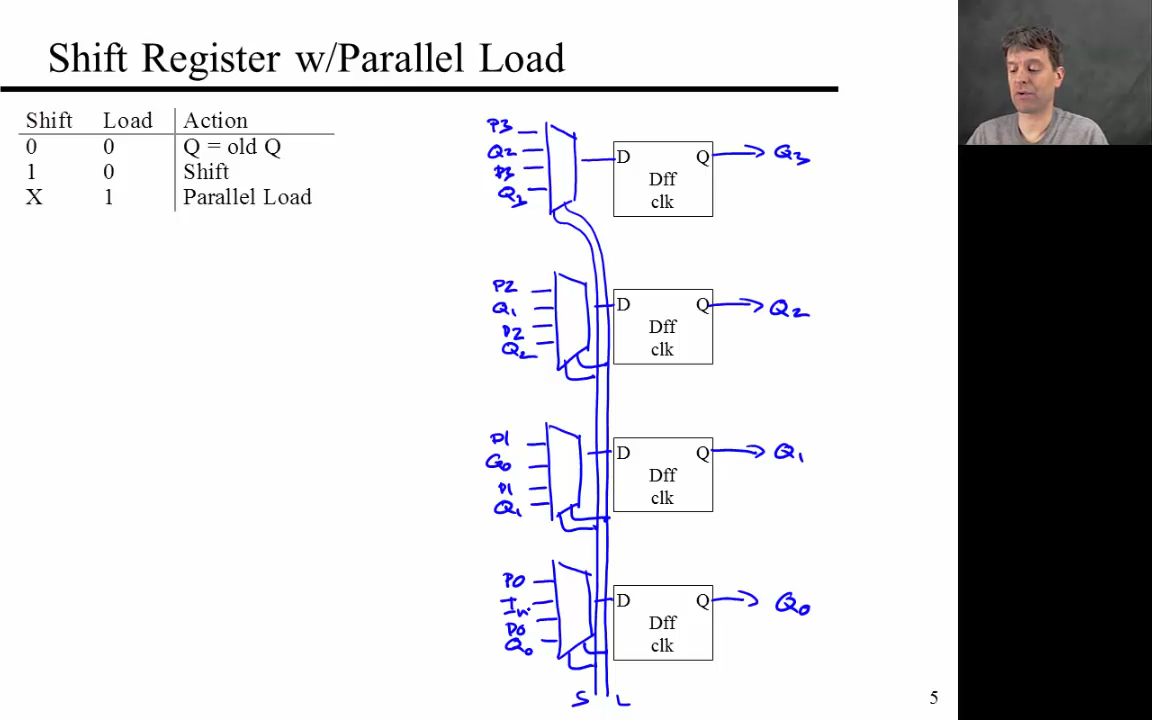 Shift Register w/Parallel Load
Shift Load Action
0 0 Q = old Q
1 0 Shift
X 1 Parallel Load
P3
Q2
P3
Q3
D Q
Dff
clk
Q3
P2
Q1
P2
Q2
D Q
Dff
clk
Q2
P1
Q0
P1
Q1
D Q
Dff
clk
Q1
P0
In
P0
Q0
D Q
Dff
clk
Q0
S L
5